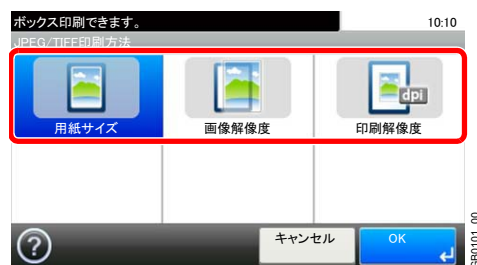 ボックス印刷できます。 10:10
JPEG/TIFF印刷方法
用紙サイズ 画像解像度 印刷解像度
dpi
?
キャンセル OK
GB0101_00